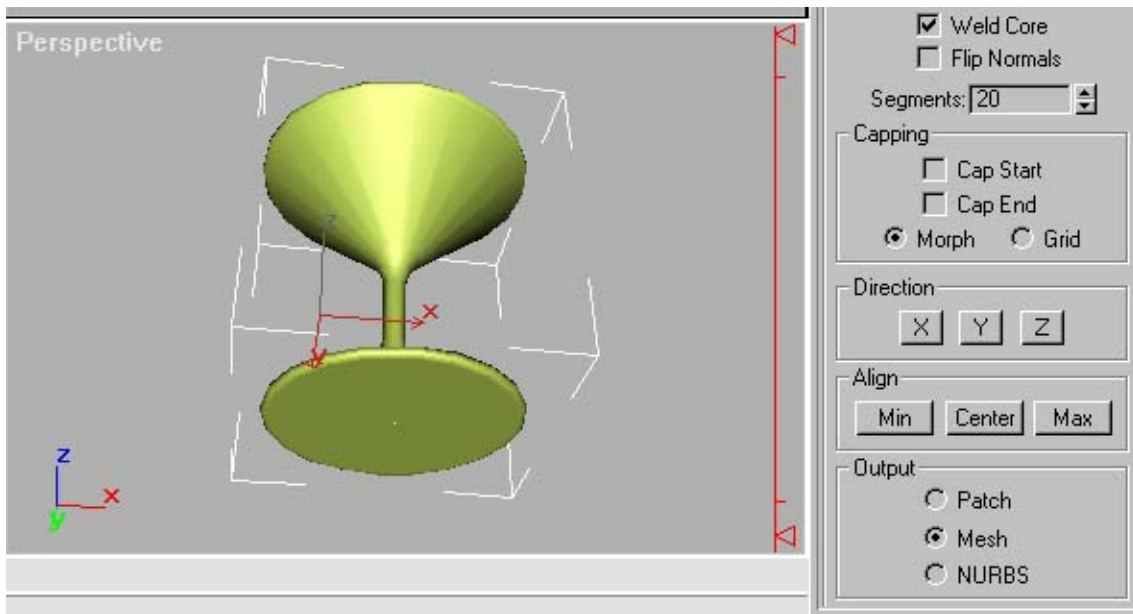 Perspective
z
x
y
z
x
y
Weld Core
Flip Normals
Segments: 20
Capping
Cap Start
Cap End
Morph Grid
Direction
X Y Z
Align
Min Center Max
Output
Patch
Mesh
NURBS